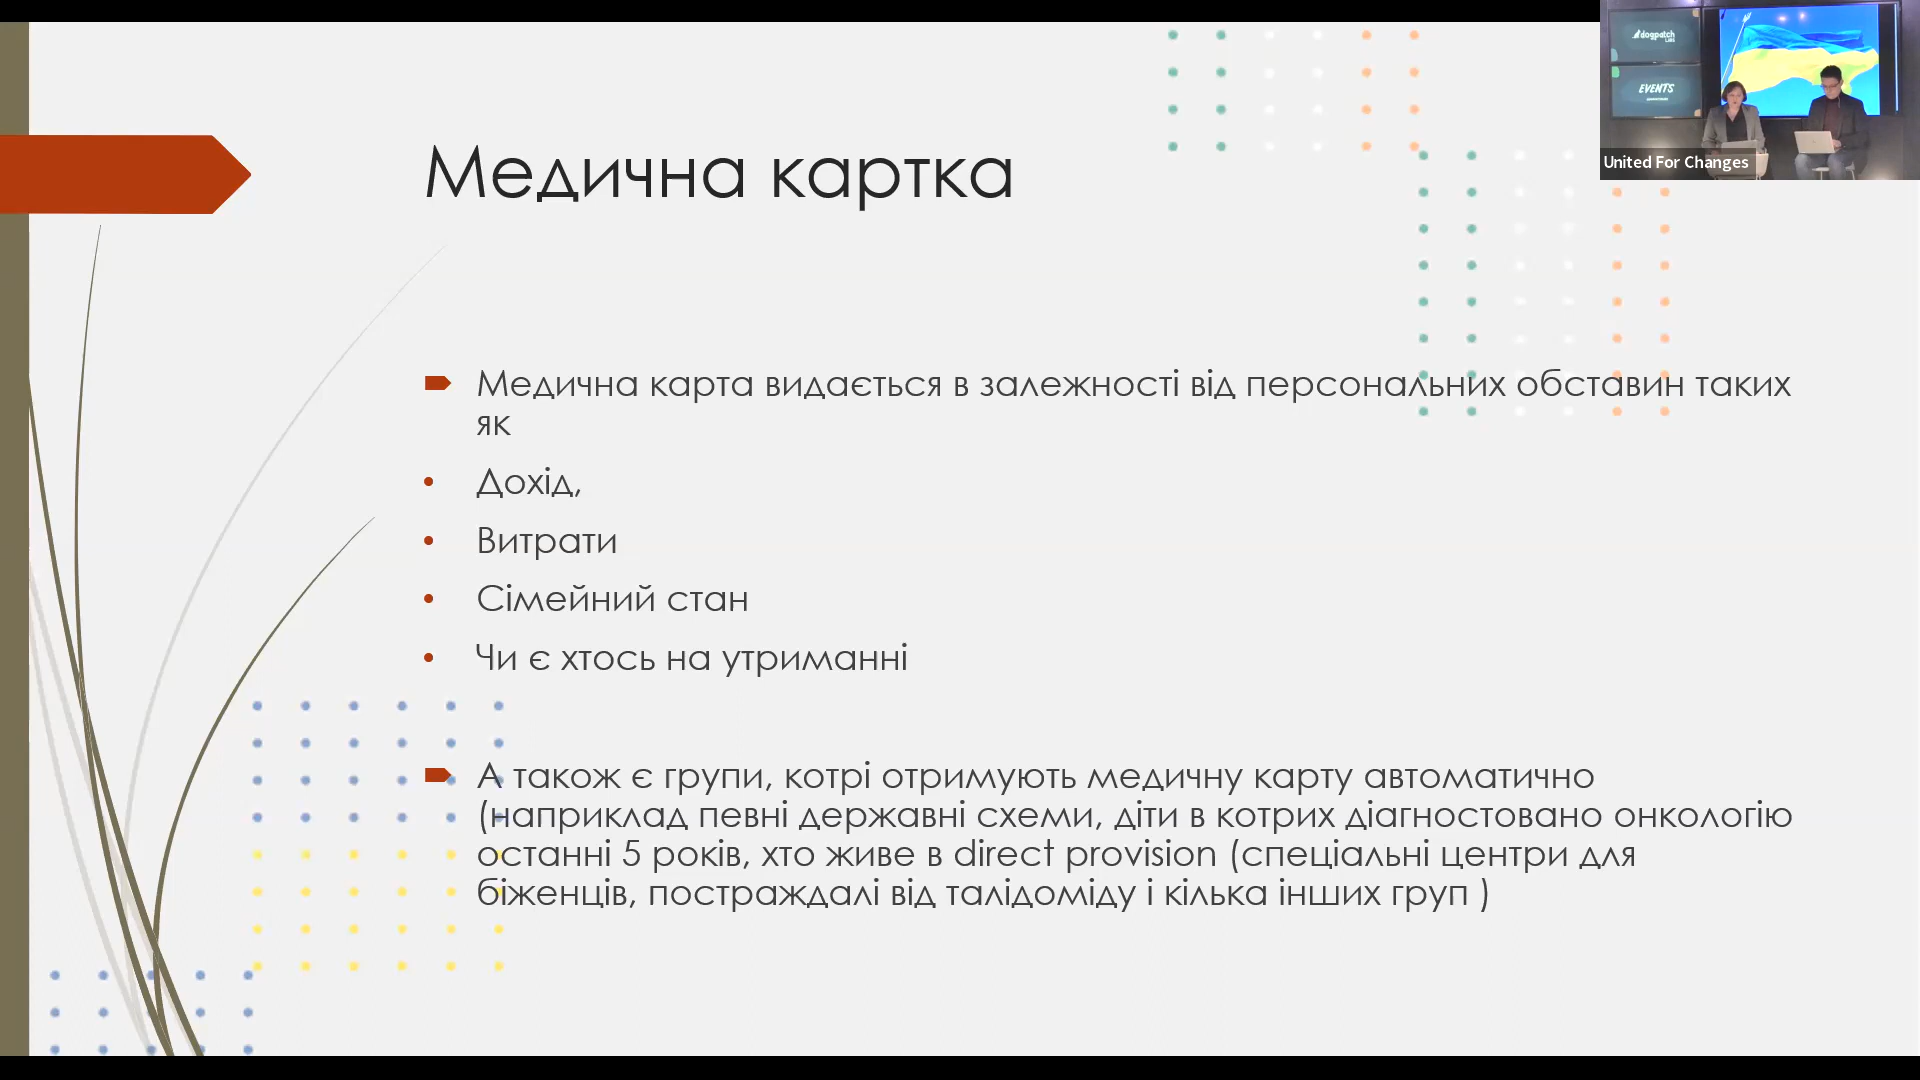 dogpatch
LABS
EVENTS
United For Changes
Медична картка
Медична карта видається в залежності від персональних обставин таких
як
Дохід,
Витрати
Сімейний стан
Чи є хтось на утриманні
А також є групи, котрі отримують медичну карту автоматично
(наприклад певні державні схеми, діти в котрих діагностовано онкологію
останні 5 років, хто живе в direct provision (спеціальні центри для
біженців, постраждалі від талідоміду і кілька інших груп )